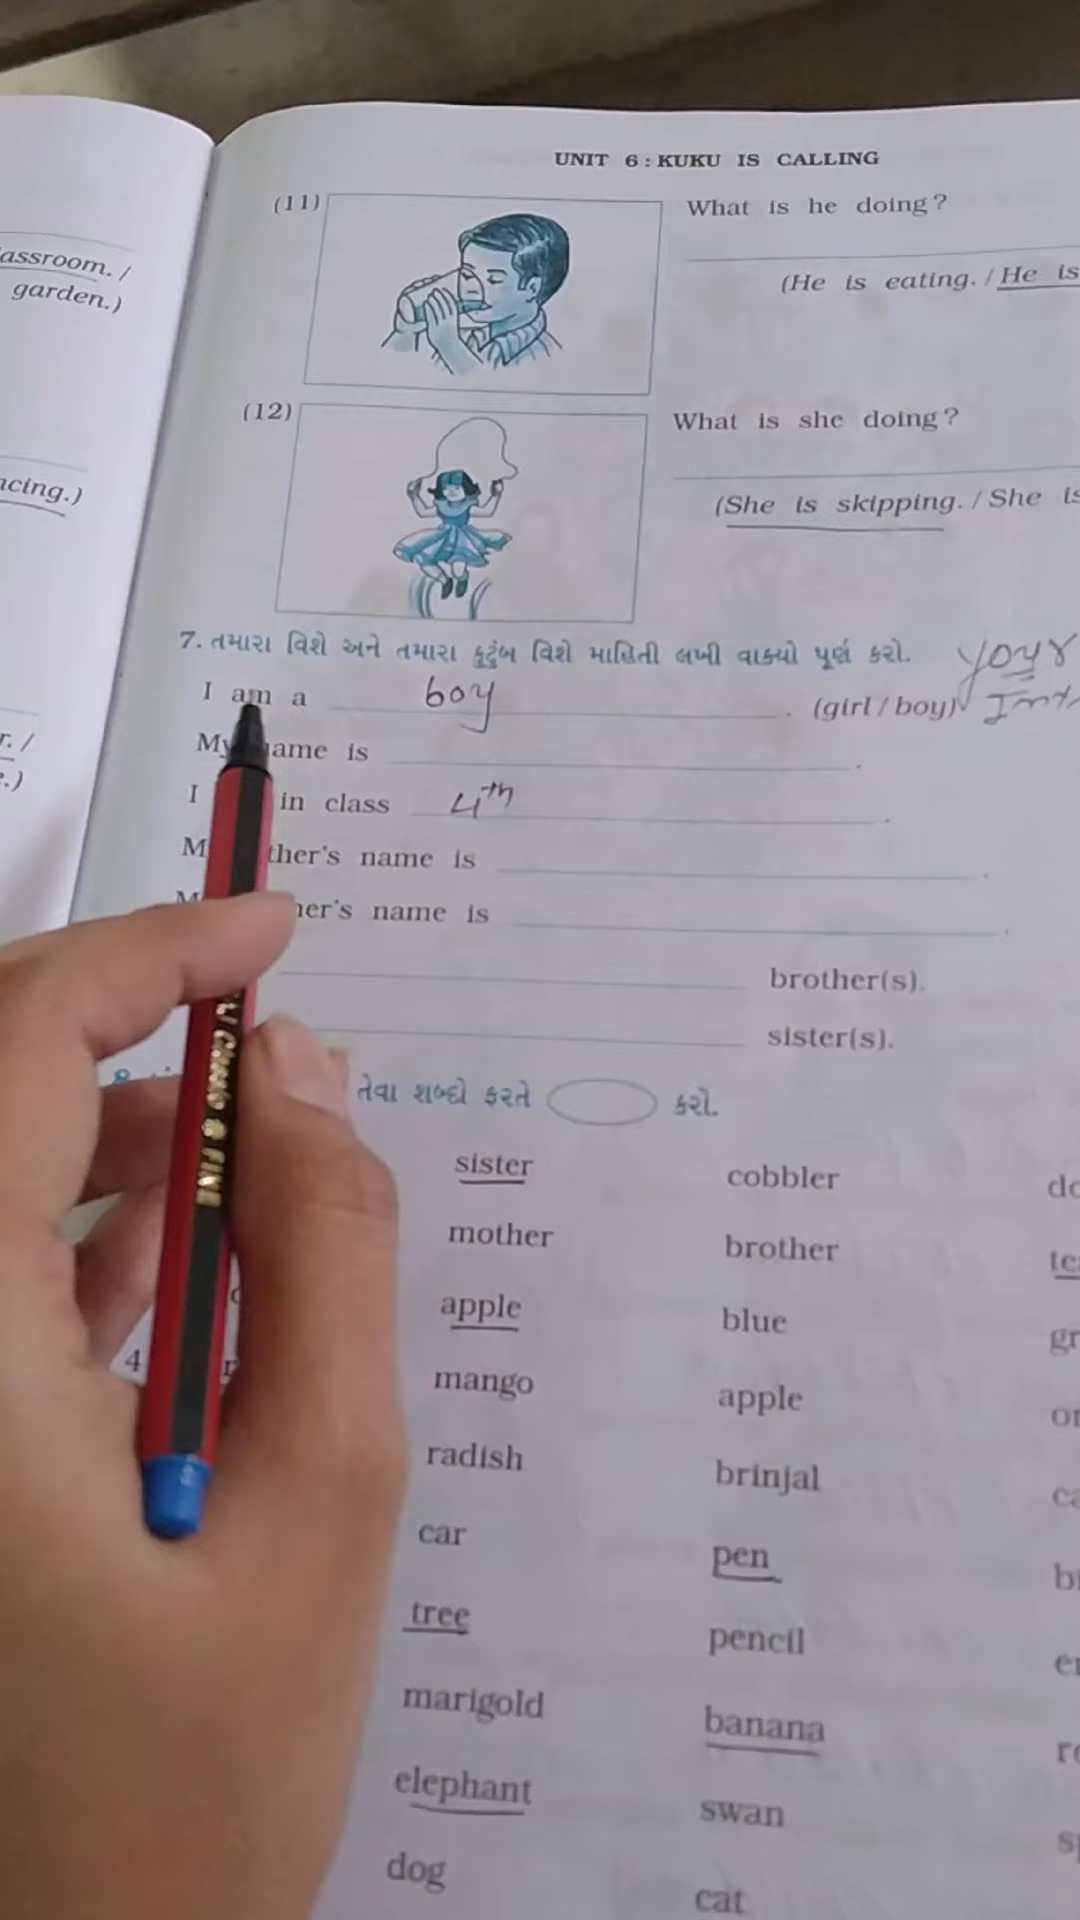 UNIT 6 : KUKU IS CALLING
(11)
What is he doing?
(He is eating. / He is
assroom. /
garden.)
(12)
What is she doing?
(She is skipping. / She is
ncing.)
7. તમારા વિશે અને તમારા કુટુંબ વિશે માહિતી લખી વાક્યો પૂર્ણ કરો.
your
I am a boy . (girl / boy)
My name is .
I in class 4th .
ther's name is .
her's name is .
brother(s).
sister(s).
તેવા શબ્દો ફરતે કરો.
sister cobbler
mother brother
apple blue
4 mango apple
radish brinjal
car pen
tree pencil
marigold banana
elephant swan
dog cat